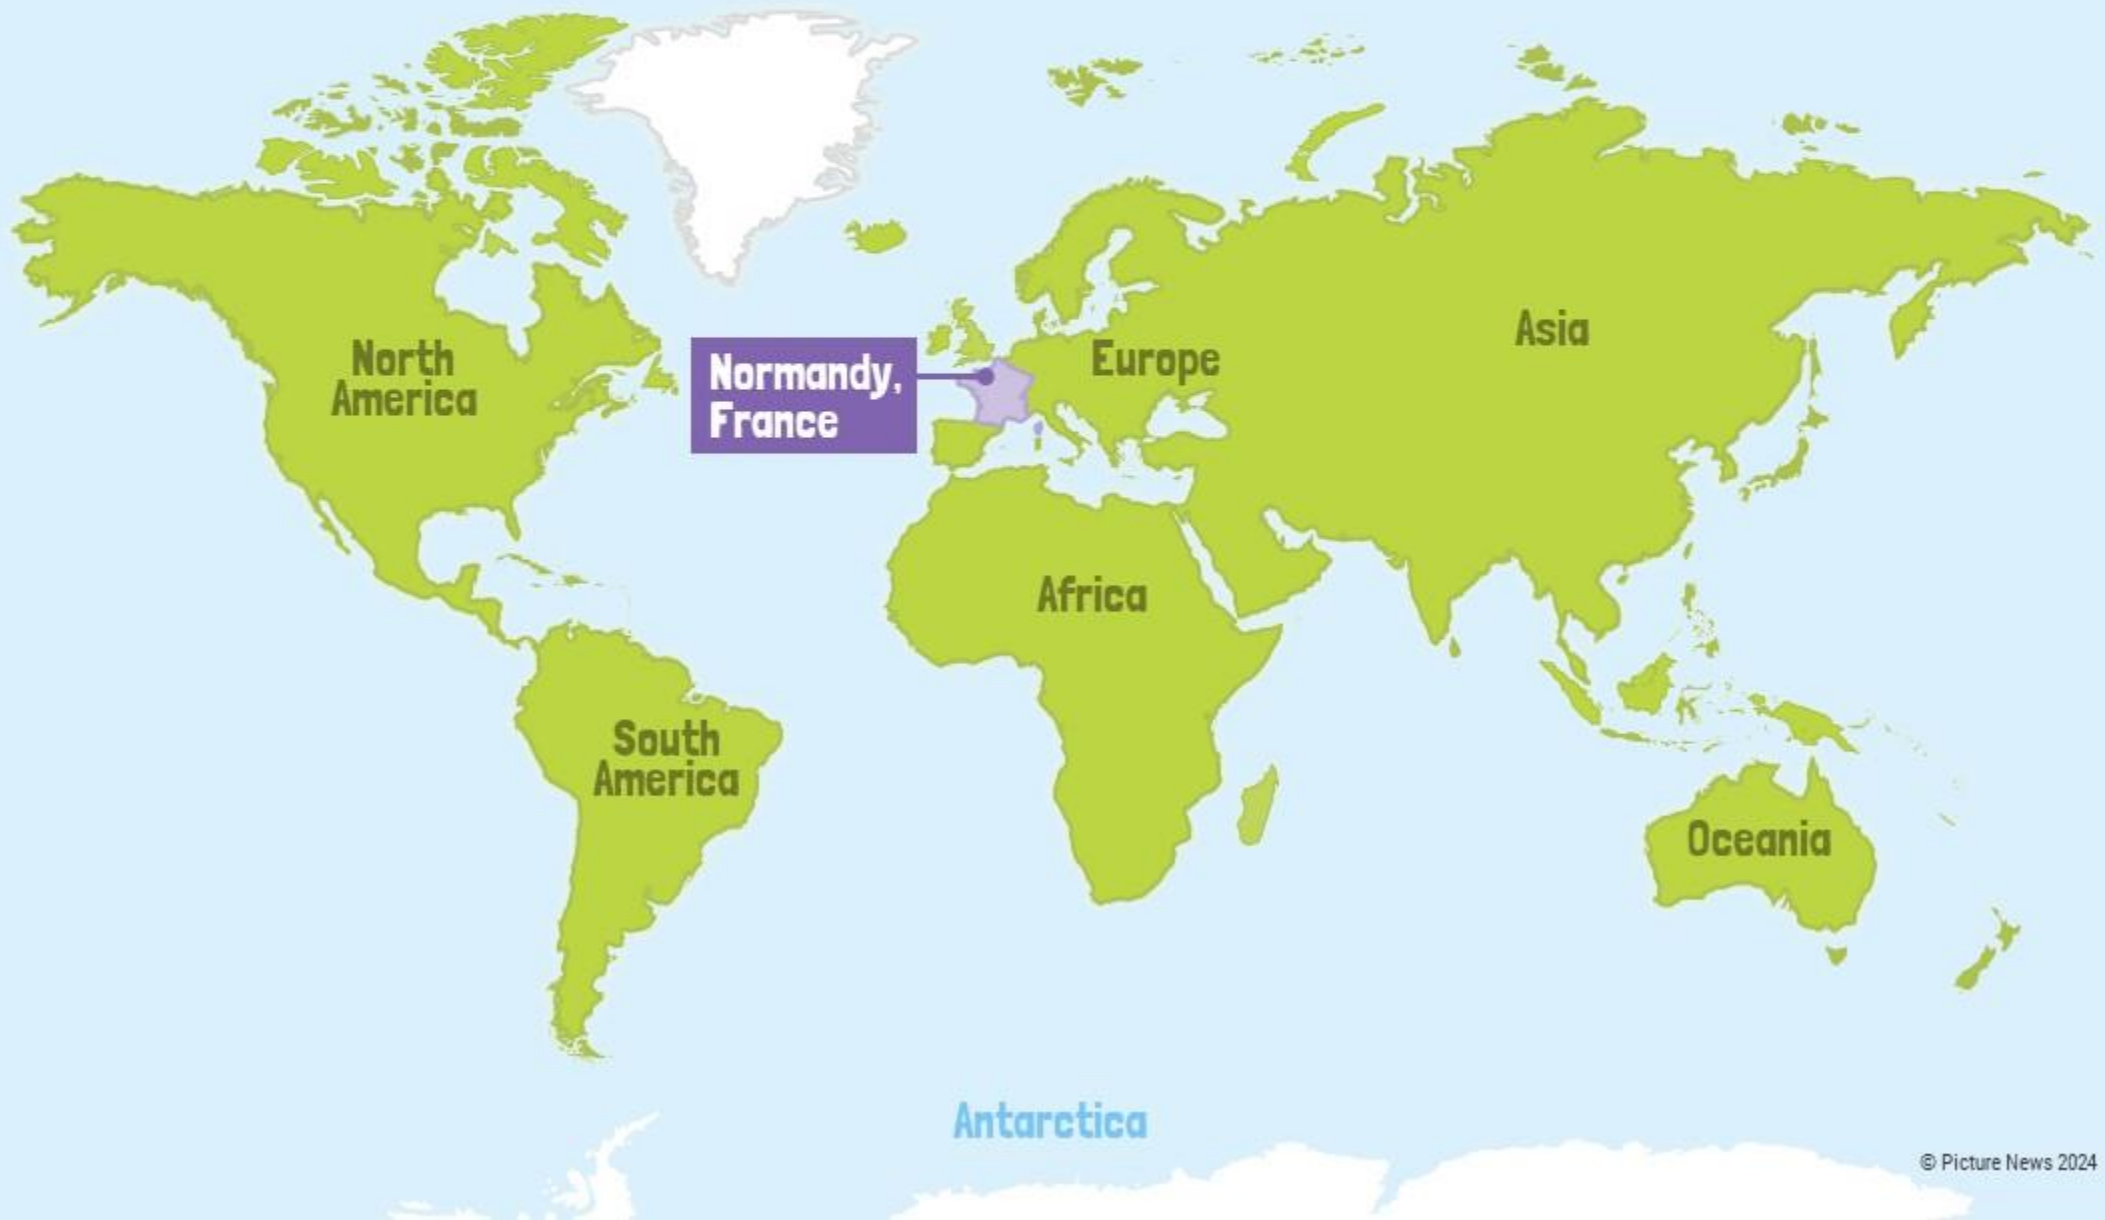 North
America
Normandy,
France
Europe
Asia
Africa
South
America
Oceania
Antarctica
© Picture News 2024